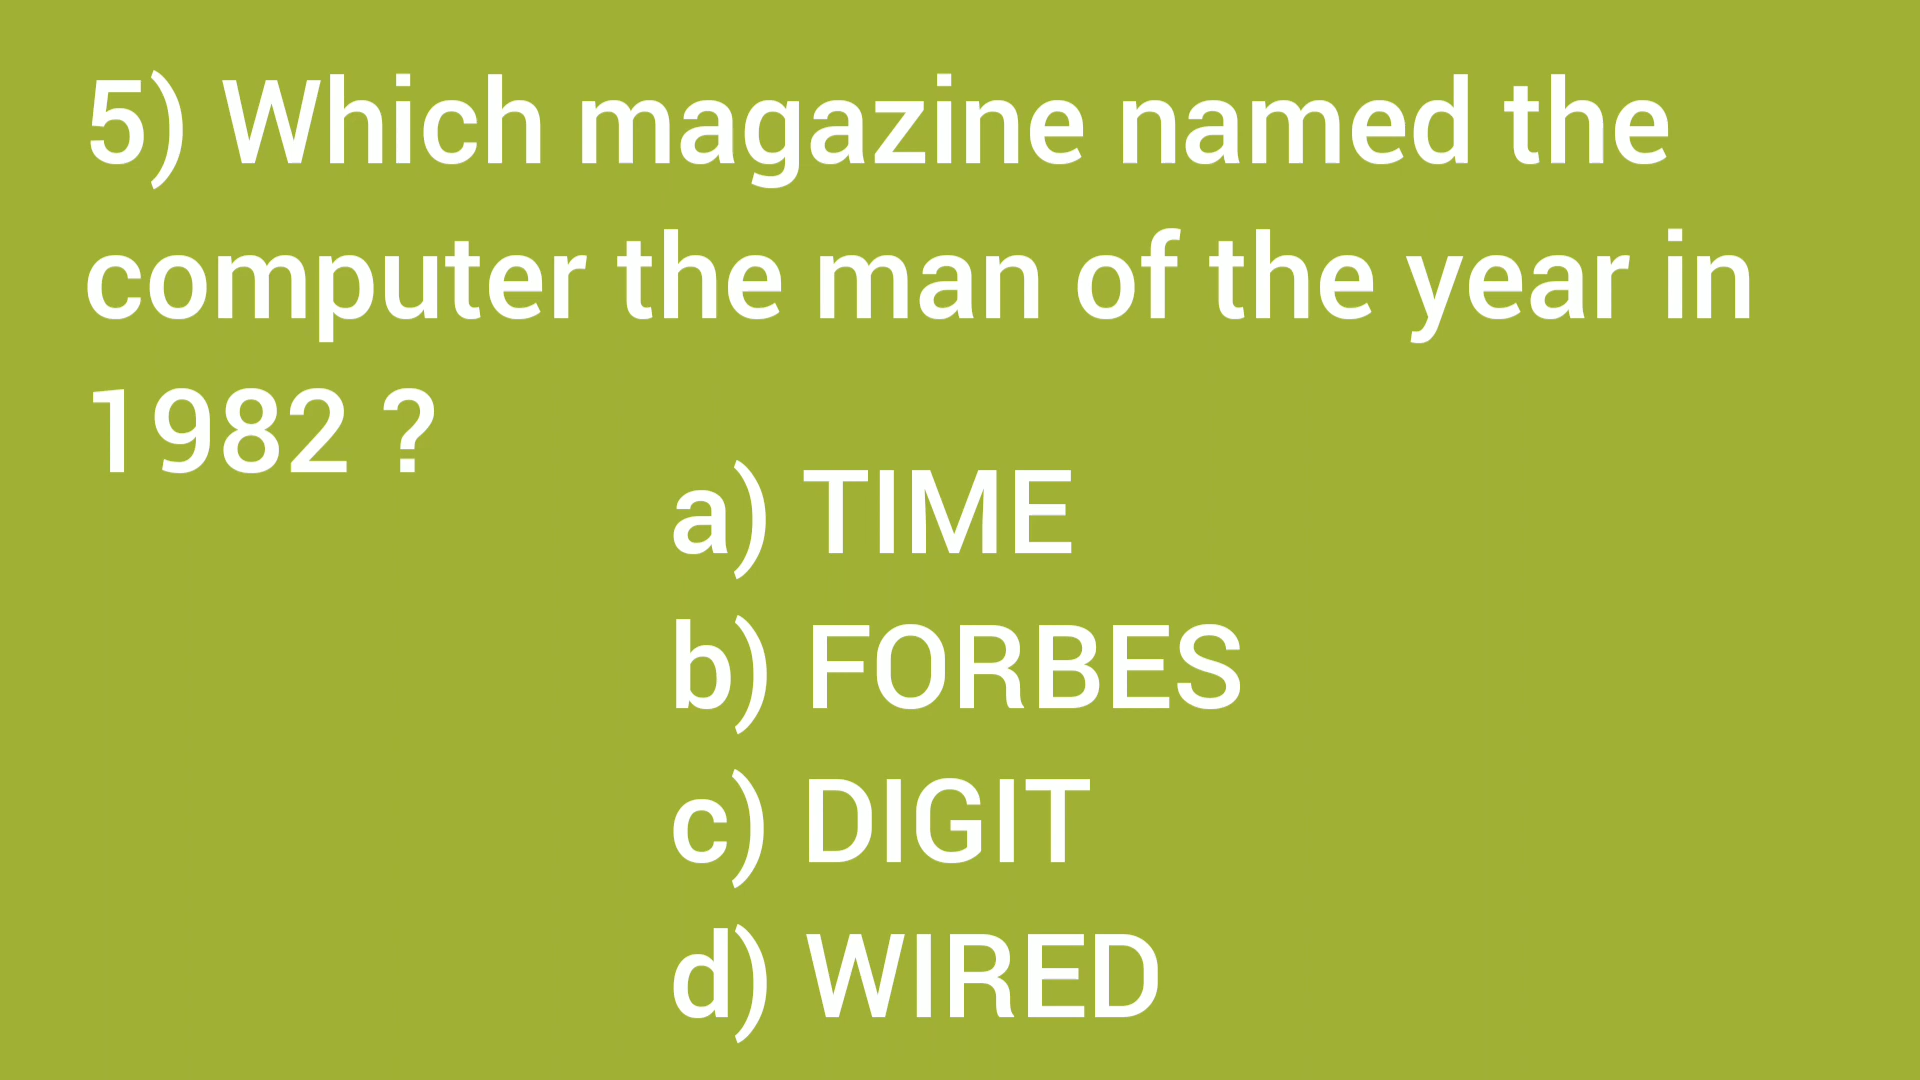 5) Which magazine named the
computer the man of the year in
1982 ?
a) TIME
b) FORBES
c) DIGIT
d) WIRED